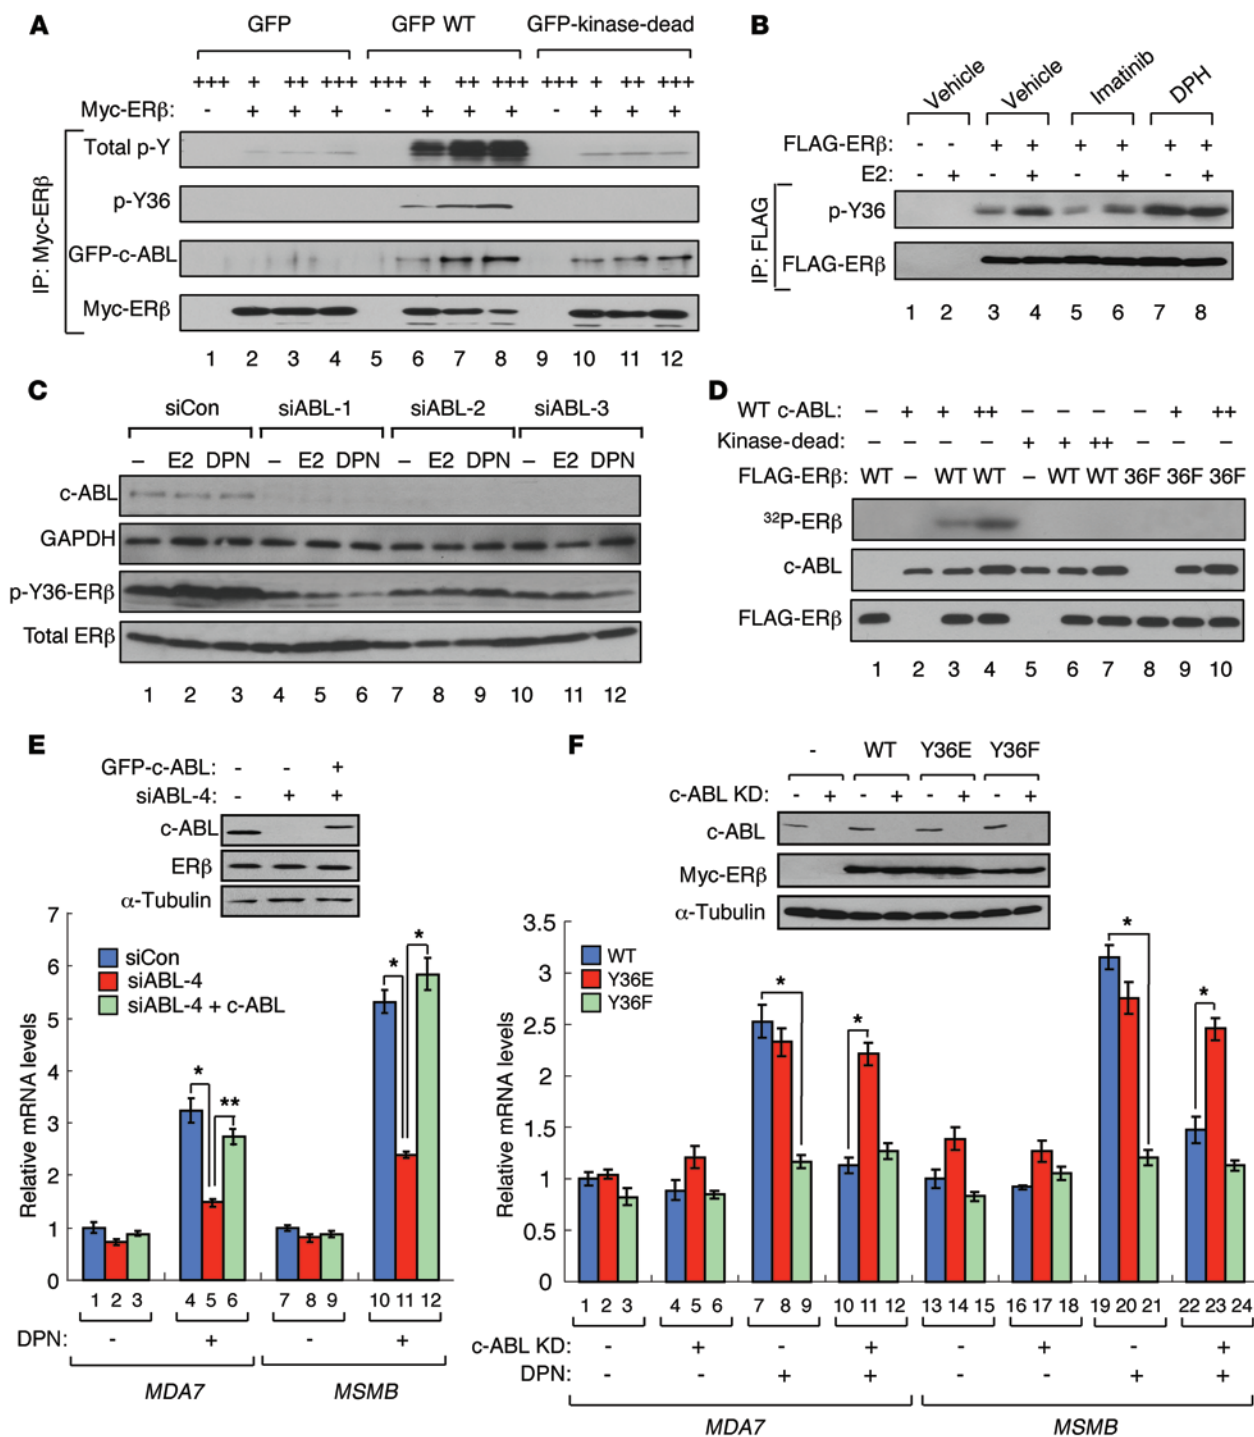 A
GFP GFP WT GFP-kinase-dead
+++ + ++ +++ +++ + ++ +++ +++ + ++ +++
Myc-ERβ: - + + + - + + + - + + +
IP: Myc-ERβ
Total p-Y
p-Y36
GFP-c-ABL
Myc-ERβ
1 2 3 4 5 6 7 8 9 10 11 12
B
Vehicle Vehicle Imatinib DPH
FLAG-ERβ: - - + + + + + +
E2: - + - + - + - +
IP: FLAG
p-Y36
FLAG-ERβ
1 2 3 4 5 6 7 8
C
siCon siABL-1 siABL-2 siABL-3
– E2 DPN – E2 DPN – E2 DPN – E2 DPN
c-ABL
GAPDH
p-Y36-ERβ
Total ERβ
1 2 3 4 5 6 7 8 9 10 11 12
D
WT c-ABL: – + + ++ – – – – + ++
Kinase-dead: – – – – + + ++ – – –
FLAG-ERβ: WT – WT WT – WT WT 36F 36F 36F
32P-ERβ
c-ABL
FLAG-ERβ
1 2 3 4 5 6 7 8 9 10
E
GFP-c-ABL: - - +
siABL-4: - + +
c-ABL
ERβ
α-Tubulin
7
6
5
4
3
2
1
0
Relative mRNA levels
siCon
siABL-4
siABL-4 + c-ABL
* ** * *
1 2 3 4 5 6 7 8 9 10 11 12
DPN: - + - +
MDA7 MSMB
F
- WT Y36E Y36F
c-ABL KD: - + - + - + - +
c-ABL
Myc-ERβ
α-Tubulin
3.5
3
2.5
2
1.5
1
0.5
0
Relative mRNA levels
WT
Y36E
Y36F
* * * *
1 2 3 4 5 6 7 8 9 10 11 12 13 14 15 16 17 18 19 20 21 22 23 24
c-ABL KD: - + - + - + - +
DPN: - - + + - - + +
MDA7 MSMB